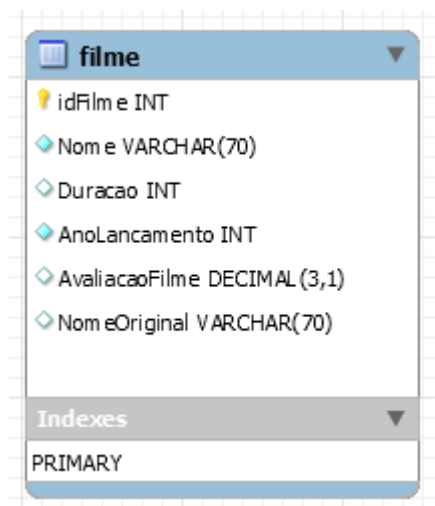 filme
idFilme INT
Nome VARCHAR(70)
Duracao INT
AnoLancamento INT
AvaliacaoFilme DECIMAL(3,1)
NomeOriginal VARCHAR(70)
Indexes
PRIMARY